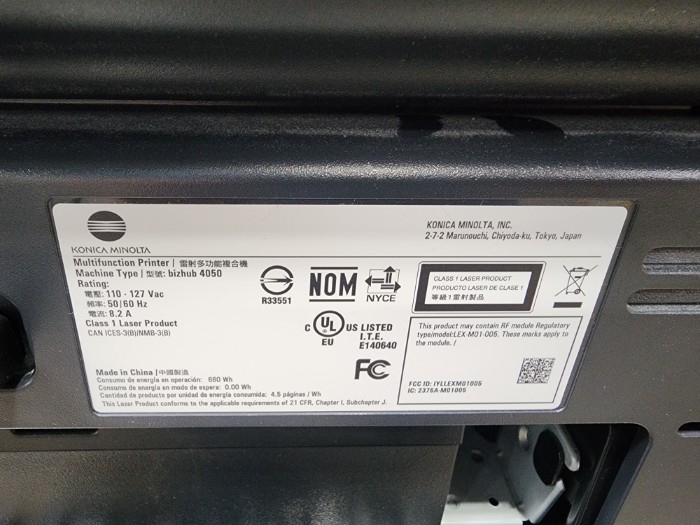 KONICA MINOLTA
KONICA MINOLTA, INC.
2-7-2 Marunouchi, Chiyoda-ku, Tokyo, Japan
Multifunction Printer / 雷射多功能複合機
Machine Type / 型號: bizhub 4050
Rating:
電壓: 110 - 127 Vac
頻率: 50/60 Hz
電流: 8.2 A
Class 1 Laser Product
CAN ICES-3(B)/NMB-3(B)
R33551
NOM
NYCE
CLASS 1 LASER PRODUCT
PRODUCTO LASER DE CLASE 1
等級1雷射製品
C UL US LISTED
EU I.T.E.
E140640
FC
This product may contain RF module Regulatory
type/model:LEX-M01-005. These marks apply to
the module. /
FCC ID: IYLLEXM01005
IC: 2376A-M01005
Made in China / 中國製造
Consumo de energía en operación: 680 Wh
Consumo de energía en modo de espera: 0.00 Wh
Cantidad de producto por unidad de energía consumida: 4.5 páginas / Wh
This Laser Product conforms to the applicable requirements of 21 CFR, Chapter I, Subchapter J.